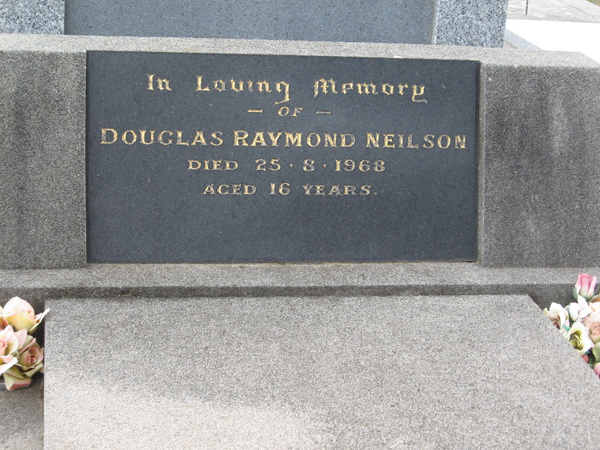 In Loving Memory
— OF —
DOUGLAS RAYMOND NEILSON
DIED 25·8·1968
AGED 16 YEARS.